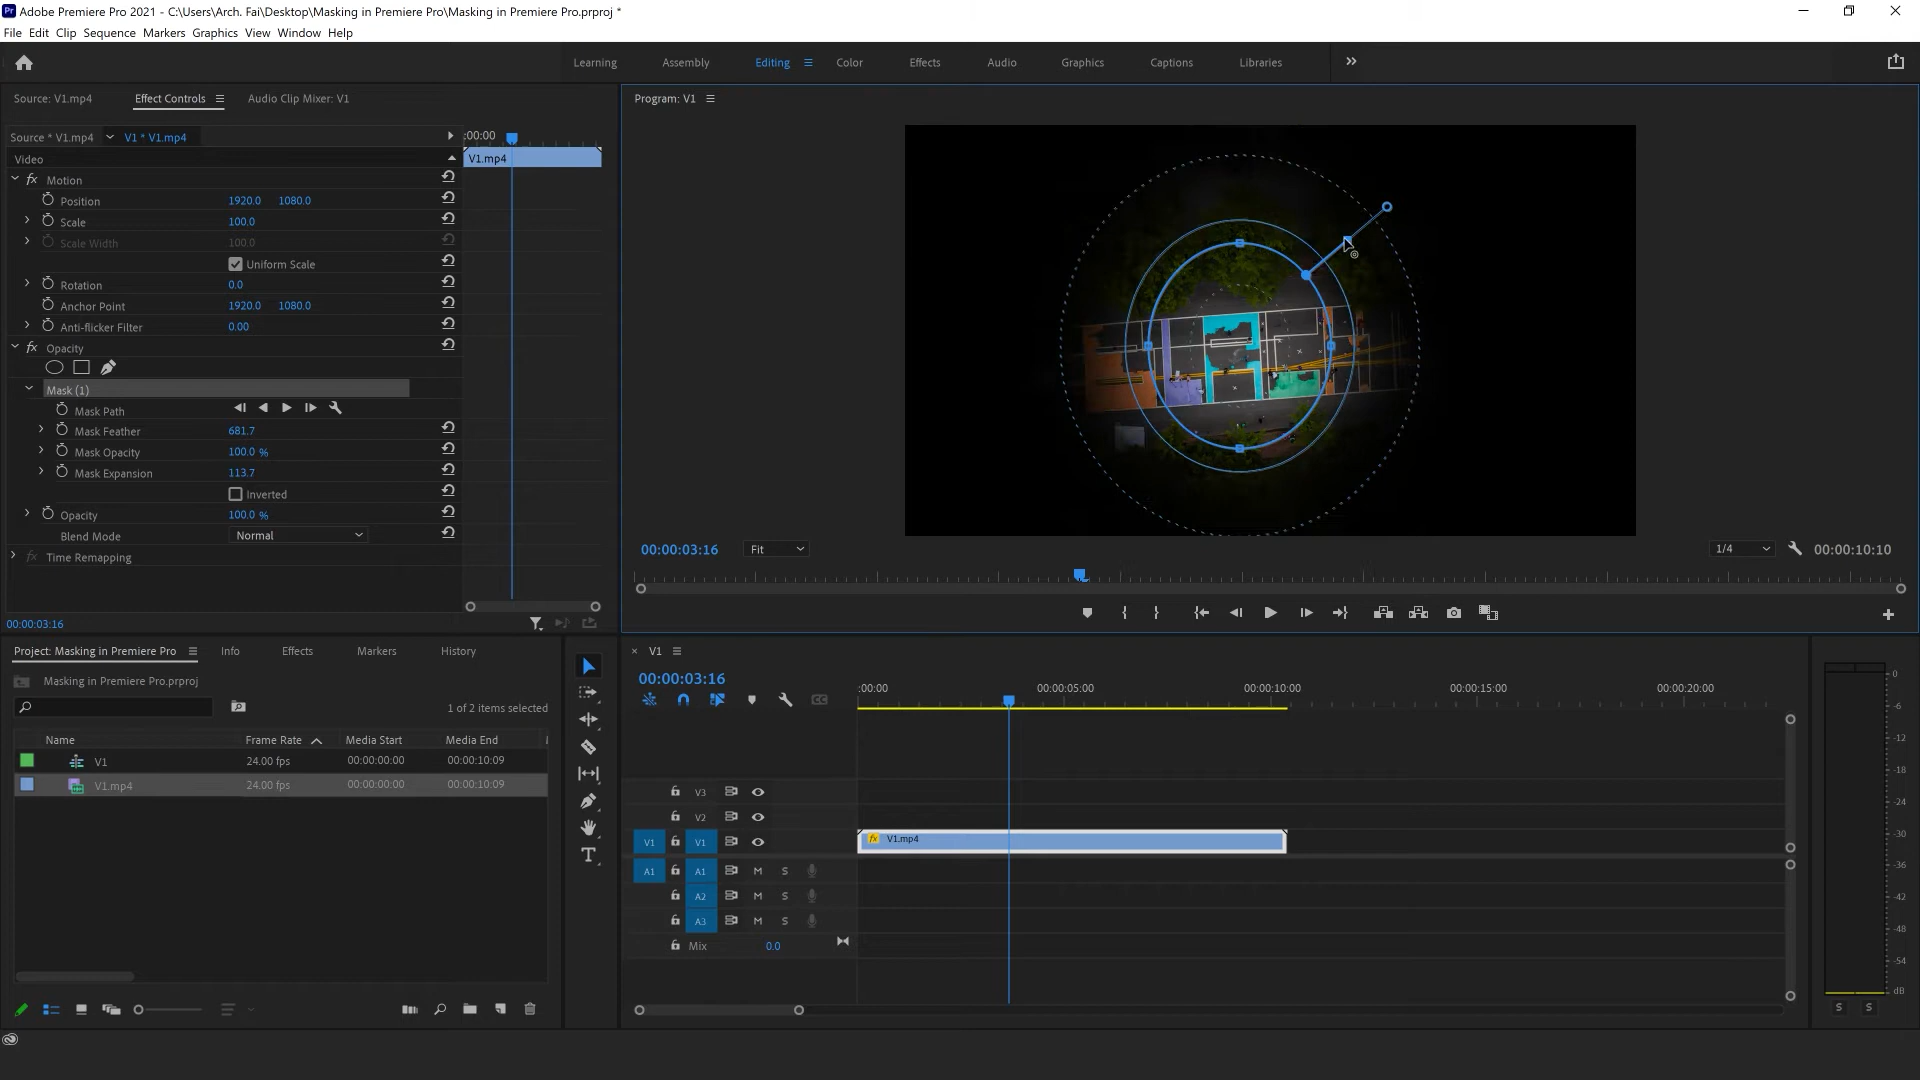 Pr Adobe Premiere Pro 2021 - C:\Users\Arch. Fai\Desktop\Masking in Premiere Pro\Masking in Premiere Pro.prproj *
File Edit Clip Sequence Markers Graphics View Window Help
Learning Assembly Editing Color Effects Audio Graphics Captions Libraries
Source: V1.mp4 Effect Controls Audio Clip Mixer: V1
Program: V1
Source * V1.mp4 V1 * V1.mp4 :00:00
Video V1.mp4
fx Motion
Position 1920.0 1080.0
Scale 100.0
Scale Width 100.0
Uniform Scale
Rotation 0.0
Anchor Point 1920.0 1080.0
Anti-flicker Filter 0.00
fx Opacity
Mask (1)
Mask Path
Mask Feather 681.7
Mask Opacity 100.0 %
Mask Expansion 113.7
Inverted
Opacity 100.0 %
Blend Mode Normal
fx Time Remapping
00:00:03:16
00:00:03:16 Fit 1/4 00:00:10:10
Project: Masking in Premiere Pro Info Effects Markers History
Masking in Premiere Pro.prproj
1 of 2 items selected
Name Frame Rate Media Start Media End
V1 24.00 fps 00:00:00:00 00:00:10:09
V1.mp4 24.00 fps 00:00:00:00 00:00:10:09
× V1
00:00:03:16
:00:00 00:00:05:00 00:00:10:00 00:00:15:00 00:00:20:00
CC
V3
V2
V1 V1 fx V1.mp4
A1 A1 M S
A2 M S
A3 M S
Mix 0.0
T
0
-6
-12
-18
-24
-30
-36
-42
-48
-54
dB
S S